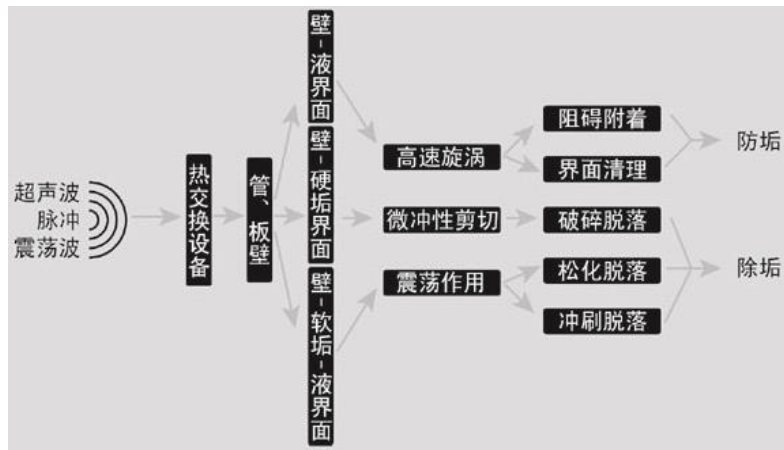 超声波
脉冲
震荡波
热交换设备
管、板壁
壁-液界面
壁-硬垢界面
壁-软垢-液界面
高速旋涡
微冲性剪切
震荡作用
阻碍附着
界面清理
破碎脱落
松化脱落
冲刷脱落
防垢
除垢